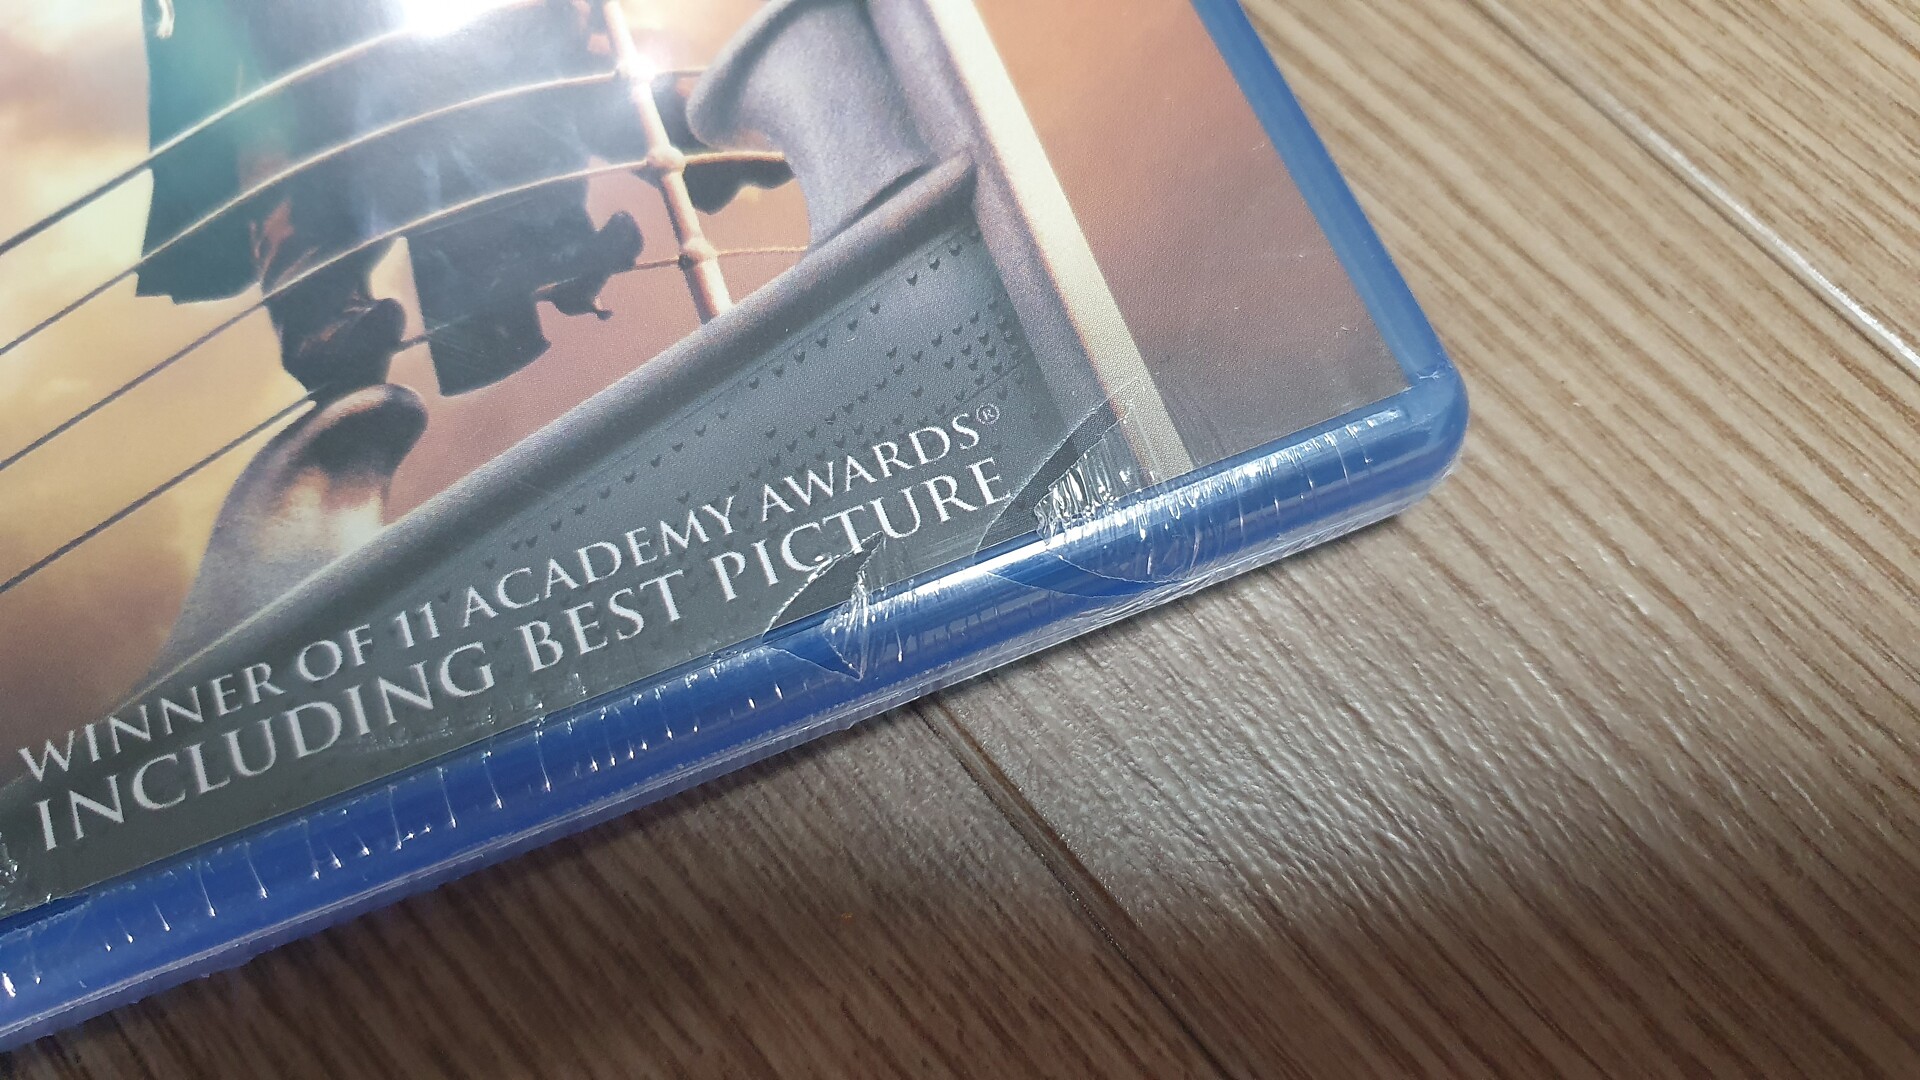 WINNER OF 11 ACADEMY AWARDS®
INCLUDING BEST PICTURE